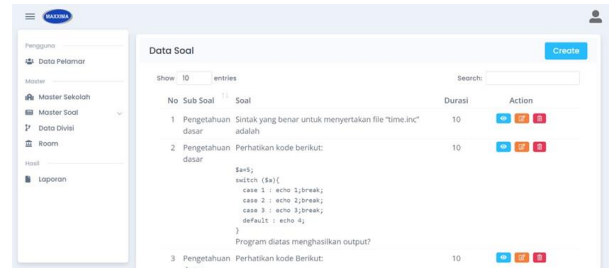 MAXXIMA
Pengguna
Data Pelamar
Master
Master Sekolah
Master Soal
Data Divisi
Room
Hasil
Laporan
Data Soal
Create
Show 10 entries
Search:
No Sub Soal Soal Durasi Action
1 Pengetahuan dasar Sintak yang benar untuk menyertakan file "time.inc" adalah 10
2 Pengetahuan dasar Perhatikan kode berikut: 10
$a=5;
switch ($a){
case 1 : echo 1;break;
case 2 : echo 2;break;
case 3 : echo 3;break;
default : echo 4;
}
Program diatas menghasilkan output?
3 Pengetahuan Perhatikan kode Berikut: 10